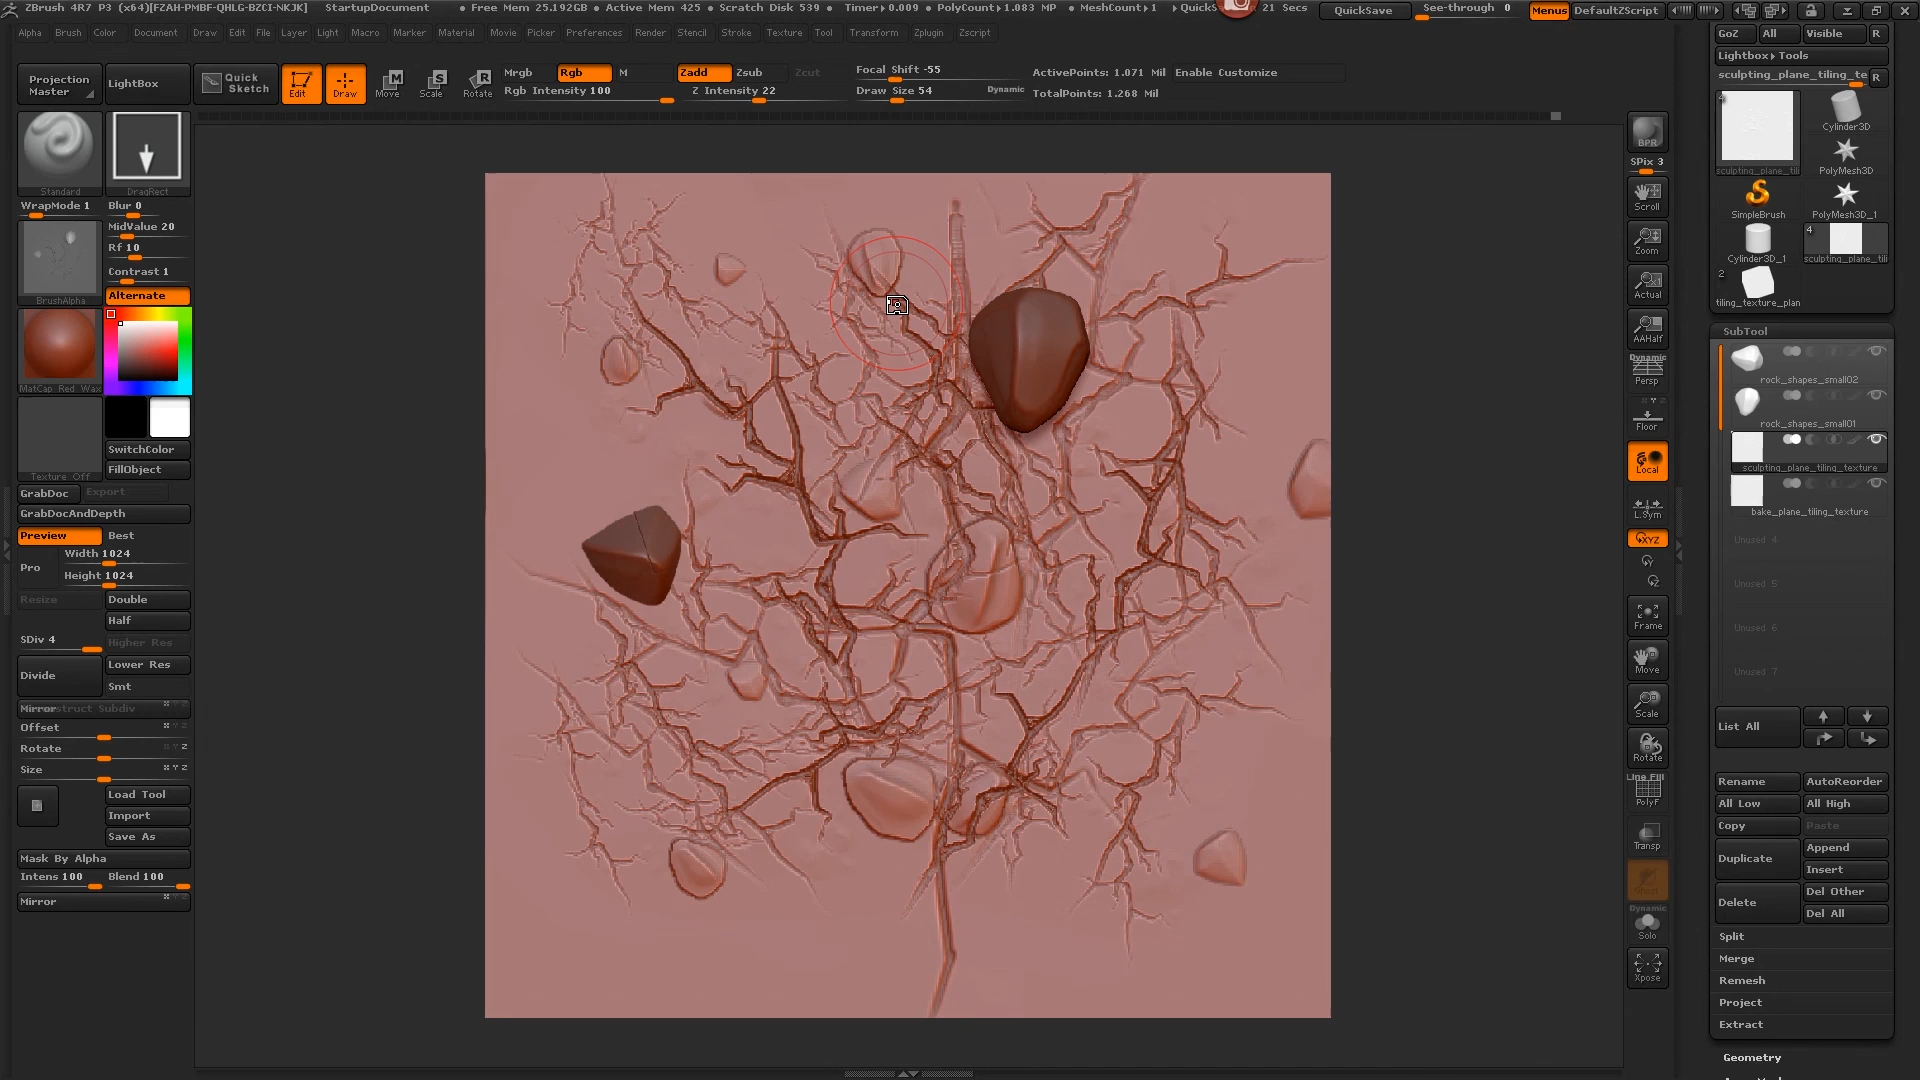 ZBrush 4R7 P3 (x64)[FZAH-PMBF-QHLG-BZCI-NKJK] StartupDocument • Free Mem 25.192GB • Active Mem 425 • Scratch Disk 539 • Timer▸0.009 • PolyCount▸1.083 MP • MeshCount▸1 21 Secs QuickSave See-through 0 Menus DefaultZScript
Alpha Brush Color Document Draw Edit File Layer Light Macro Marker Material Movie Picker Preferences Render Stencil Stroke Texture Tool Transform Zplugin Zscript
Projection Master
LightBox
Quick Sketch
Edit
Draw
Move
Scale
Rotate
Mrgb Rgb M
Rgb Intensity 100
Zadd Zsub Zcut
Z Intensity 22
Focal Shift -55
Draw Size 54
Dynamic
ActivePoints: 1.071 Mil
TotalPoints: 1.268 Mil
Enable Customize
Standard
DragRect
WrapMode 1
Blur 0
MidValue 20
Rf 10
Contrast 1
BrushAlpha
Alternate
MatCap Red Wax
Texture Off
SwitchColor
FillObject
GrabDoc Export
GrabDocAndDepth
Preview Best
Pro
Width 1024
Height 1024
Resize Double
Half
SDiv 4 Higher Res
Divide
Lower Res
Smt
Mirror
Offset
Rotate
Size
Load Tool
Import
Save As
Mask By Alpha
Intens 100 Blend 100
Mirror
BPR
SPix 3
Scroll
Zoom
Actual
AAHalf
Dynamic
Persp
Floor
Local
L.Sym
XYZ
Frame
Move
Scale
Rotate
Line Fill
PolyF
Transp
Ghost
Dynamic
Solo
Xpose
GoZ All Visible R
Lightbox▸Tools
sculpting_plane_tiling_te R
4
sculpting_plane_tili
Cylinder3D
PolyMesh3D
SimpleBrush
PolyMesh3D_1
Cylinder3D_1
4
sculpting_plane_tili
2
tiling_texture_plan
SubTool
rock_shapes_small02
rock_shapes_small01
sculpting_plane_tiling_texture
bake_plane_tiling_texture
Unused 4
Unused 5
Unused 6
Unused 7
List All
Rename AutoReorder
All Low All High
Copy Paste
Duplicate Append
Insert
Delete Del Other
Del All
Split
Merge
Remesh
Project
Extract
Geometry